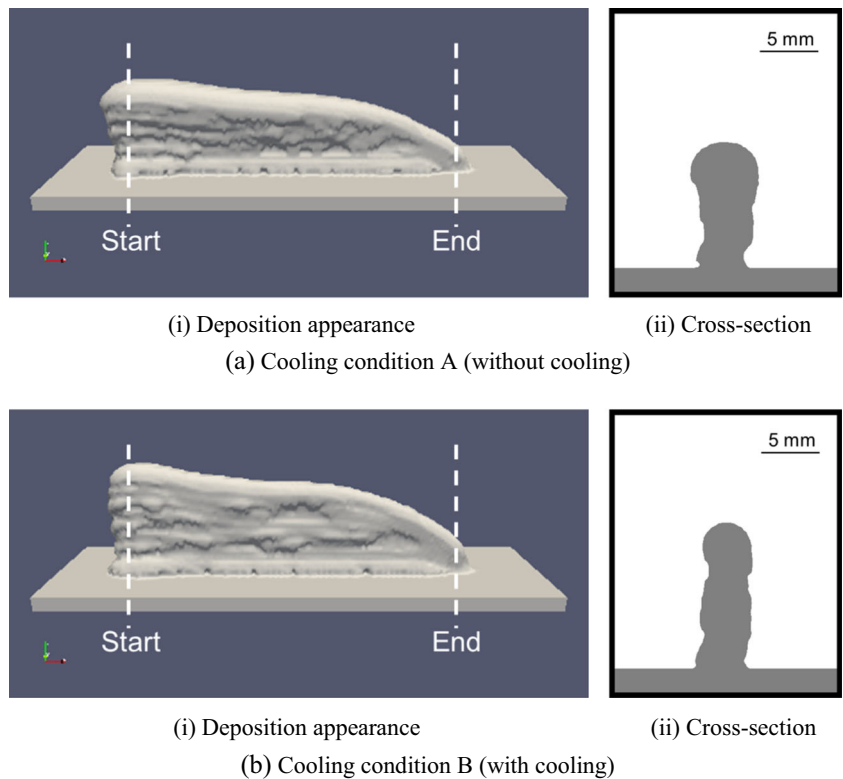 5 mm
Start
End
(i) Deposition appearance
(ii) Cross-section
(a) Cooling condition A (without cooling)
5 mm
Start
End
(i) Deposition appearance
(ii) Cross-section
(b) Cooling condition B (with cooling)